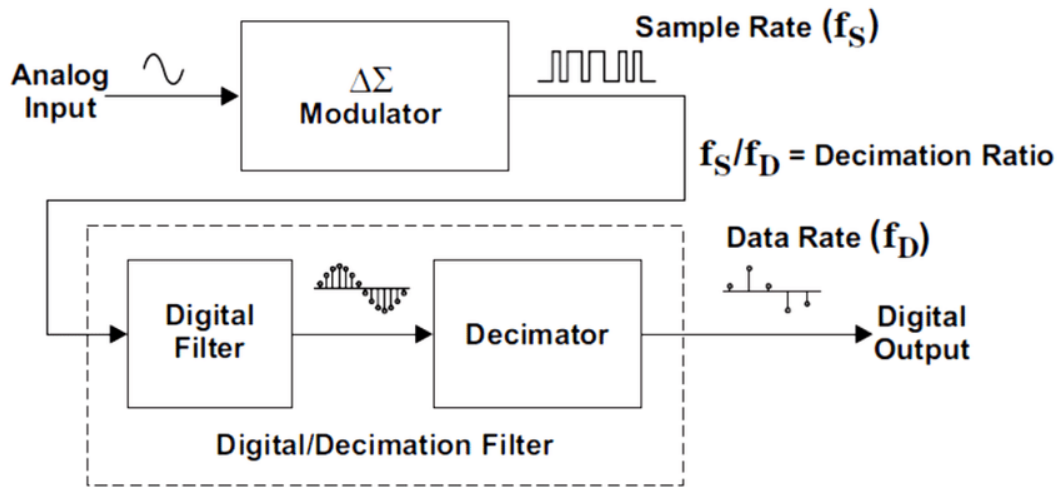 Sample Rate (fS)
Analog
Input
ΔΣ
Modulator
fS/fD = Decimation Ratio
Data Rate (fD)
Digital
Filter
Decimator
Digital
Output
Digital/Decimation Filter